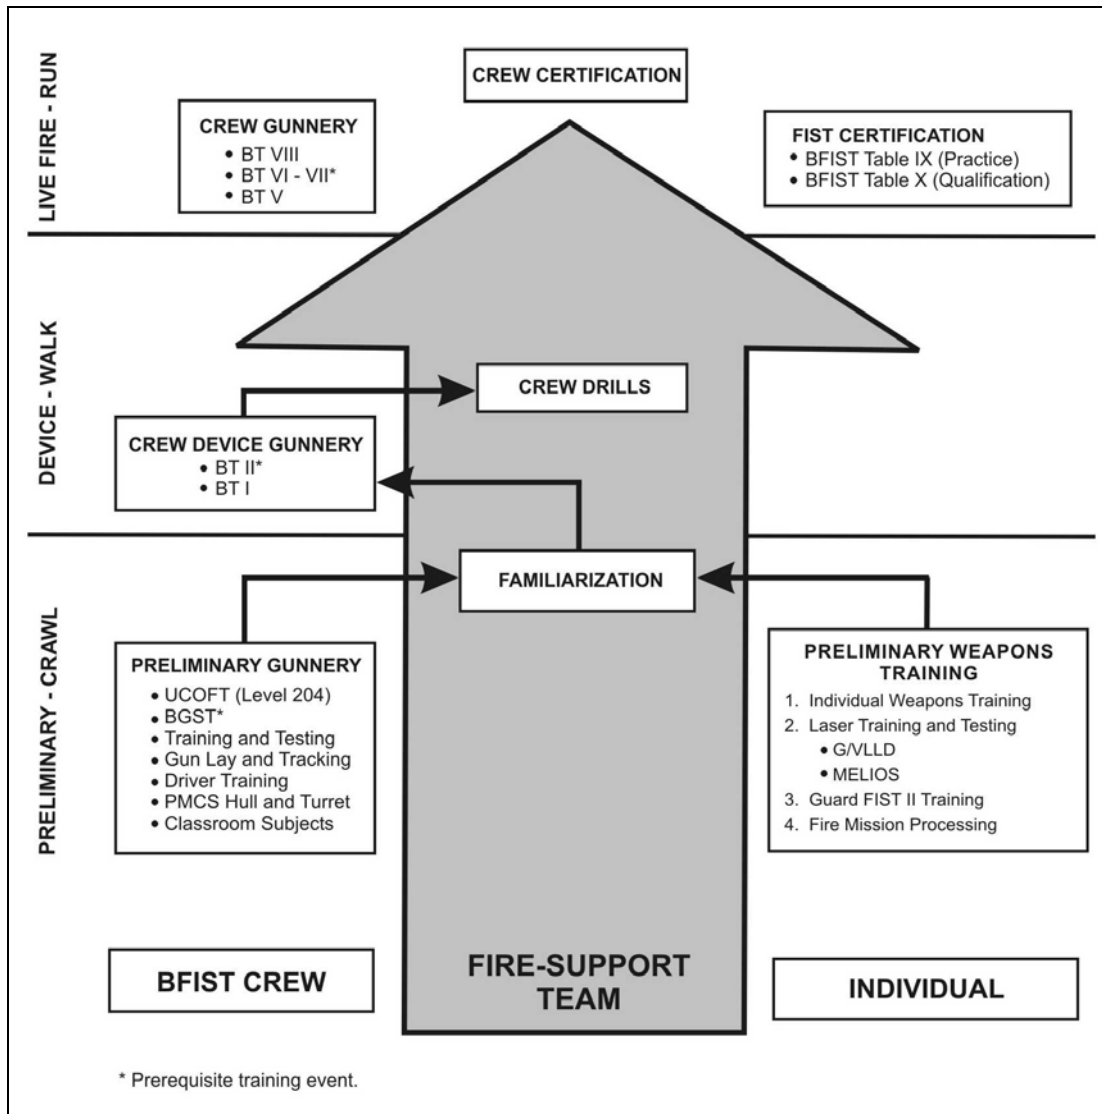 LIVE FIRE - RUN
CREW CERTIFICATION
CREW GUNNERY
• BT VIII
• BT VI - VII*
• BT V
FIST CERTIFICATION
• BFIST Table IX (Practice)
• BFIST Table X (Qualification)
DEVICE - WALK
CREW DRILLS
CREW DEVICE GUNNERY
• BT II*
• BT I
PRELIMINARY - CRAWL
FAMILIARIZATION
PRELIMINARY GUNNERY
• UCOFT (Level 204)
• BGST*
• Training and Testing
• Gun Lay and Tracking
• Driver Training
• PMCS Hull and Turret
• Classroom Subjects
PRELIMINARY WEAPONS
TRAINING
1. Individual Weapons Training
2. Laser Training and Testing
• G/VLLD
• MELIOS
3. Guard FIST II Training
4. Fire Mission Processing
BFIST CREW
FIRE-SUPPORT
TEAM
INDIVIDUAL
* Prerequisite training event.